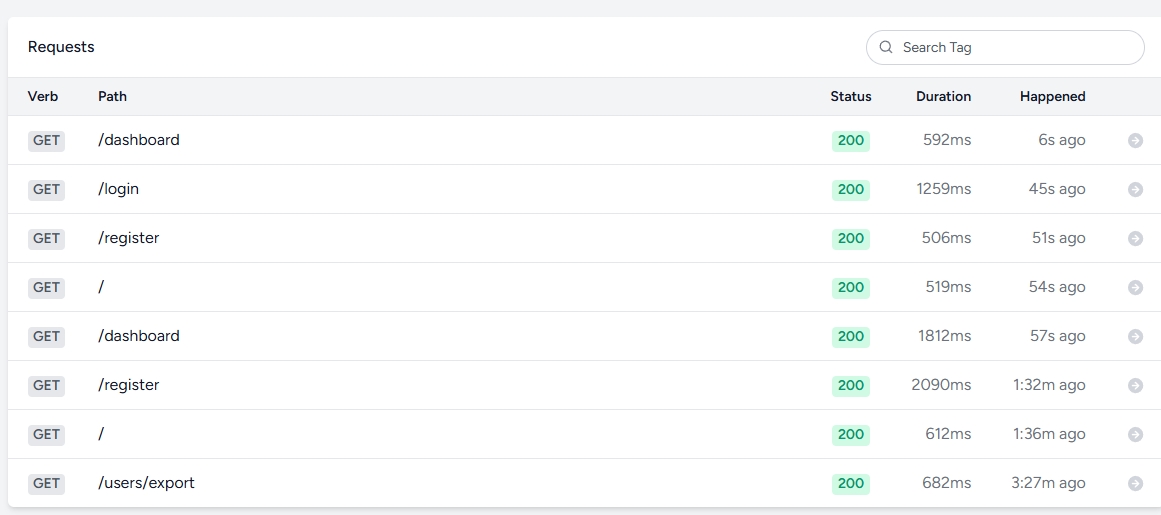 Requests Search Tag
Verb Path Status Duration Happened
GET /dashboard 200 592ms 6s ago
GET /login 200 1259ms 45s ago
GET /register 200 506ms 51s ago
GET / 200 519ms 54s ago
GET /dashboard 200 1812ms 57s ago
GET /register 200 2090ms 1:32m ago
GET / 200 612ms 1:36m ago
GET /users/export 200 682ms 3:27m ago